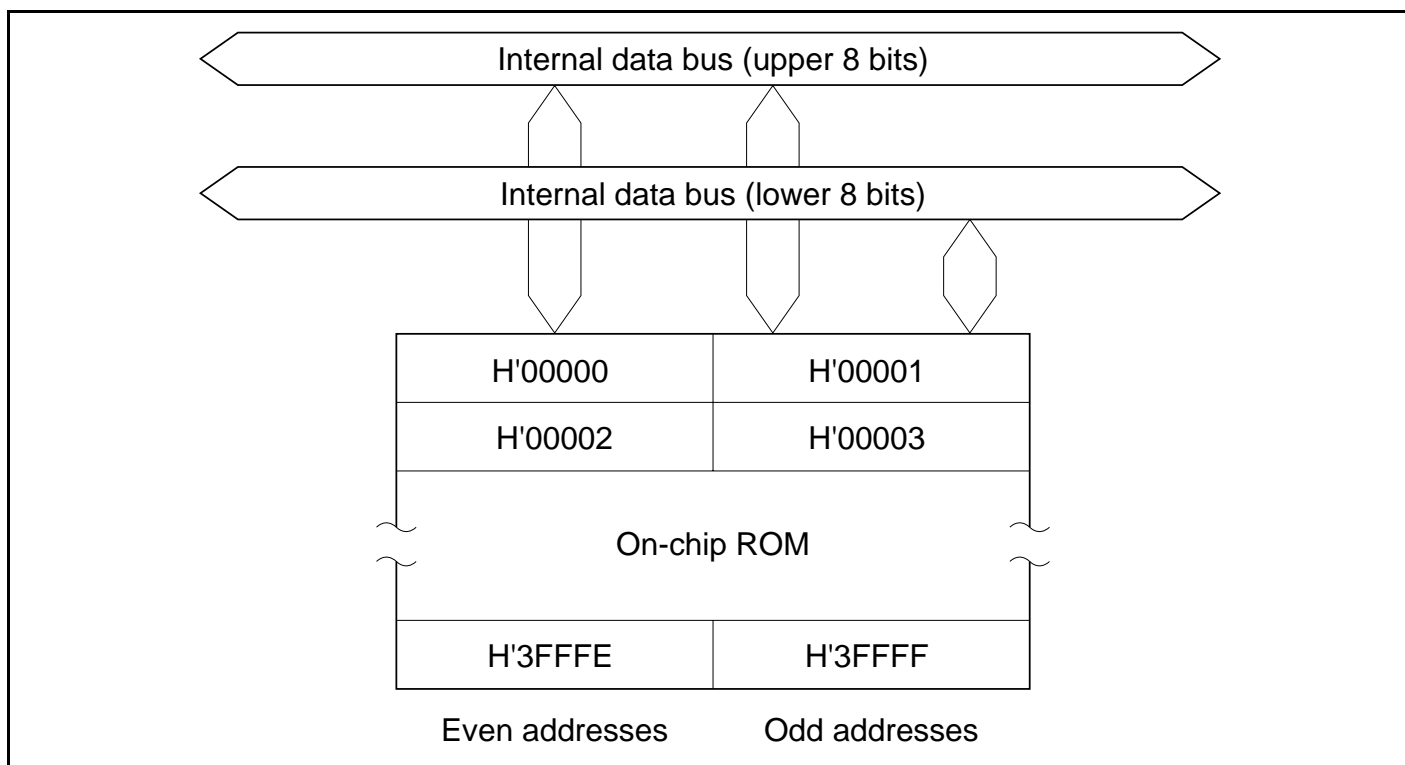 Internal data bus (upper 8 bits)
Internal data bus (lower 8 bits)
H'00000 H'00001
H'00002 H'00003
On-chip ROM
H'3FFFE H'3FFFF
Even addresses Odd addresses